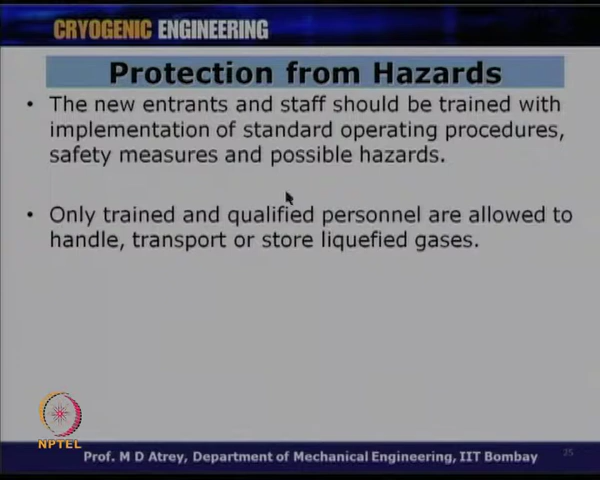 CRYOGENIC ENGINEERING
Protection from Hazards
• The new entrants and staff should be trained with
implementation of standard operating procedures,
safety measures and possible hazards.
• Only trained and qualified personnel are allowed to
handle, transport or store liquefied gases.
NPTEL
Prof. M D Atrey, Department of Mechanical Engineering, IIT Bombay
35